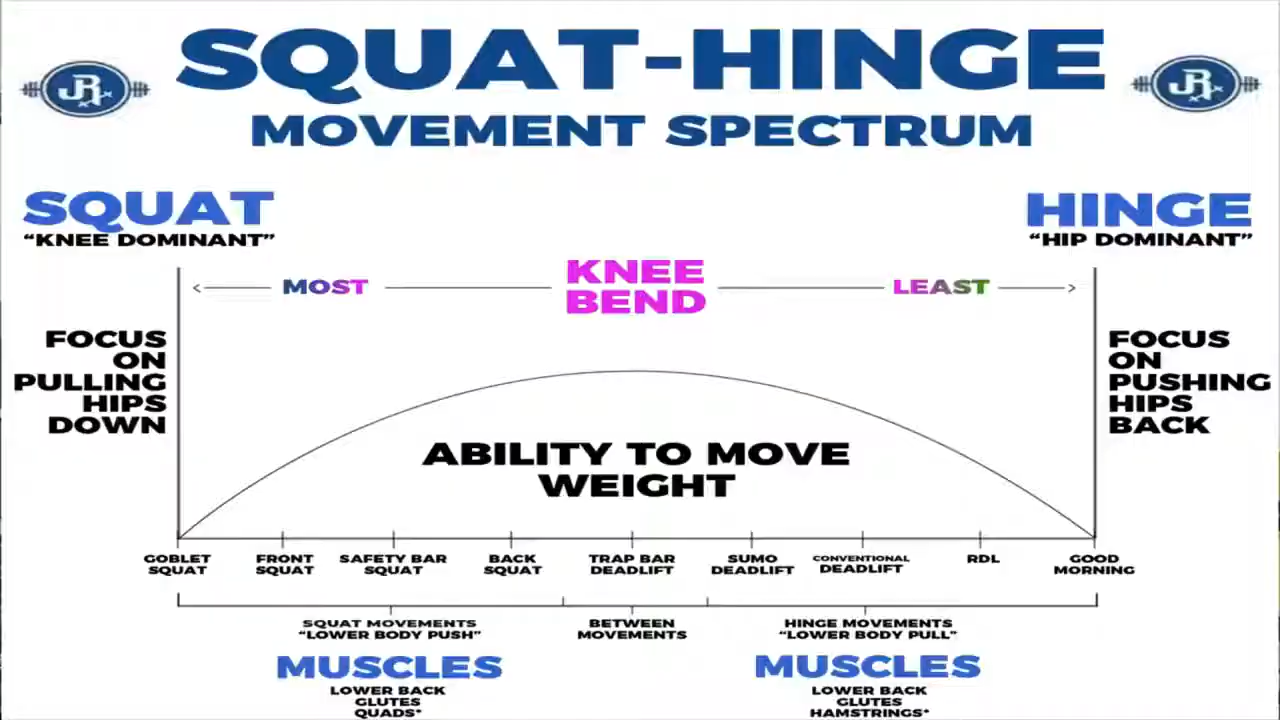 SQUAT-HINGE
MOVEMENT SPECTRUM
JRx
JRx
SQUAT
"KNEE DOMINANT"
HINGE
"HIP DOMINANT"
MOST
KNEE
BEND
LEAST
FOCUS
ON
PULLING
HIPS
DOWN
FOCUS
ON
PUSHING
HIPS
BACK
ABILITY TO MOVE
WEIGHT
GOBLET
SQUAT
FRONT
SQUAT
SAFETY BAR
SQUAT
BACK
SQUAT
TRAP BAR
DEADLIFT
SUMO
DEADLIFT
CONVENTIONAL
DEADLIFT
RDL
GOOD
MORNING
SQUAT MOVEMENTS
"LOWER BODY PUSH"
BETWEEN
MOVEMENTS
HINGE MOVEMENTS
"LOWER BODY PULL"
MUSCLES
LOWER BACK
GLUTES
QUADS*
MUSCLES
LOWER BACK
GLUTES
HAMSTRINGS*